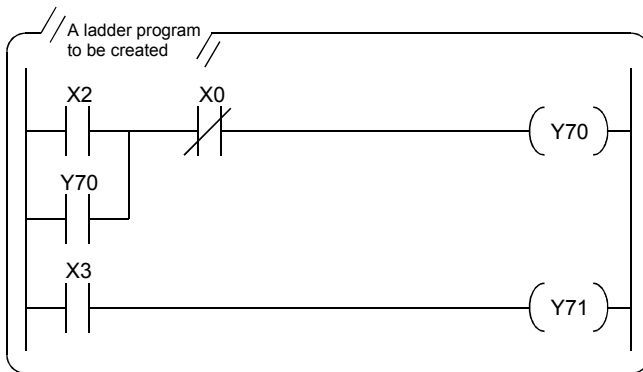 A ladder program
to be created
X2
X0
Y70
Y70
X3
Y71